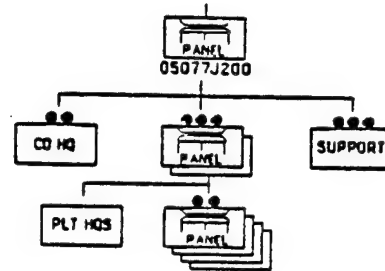 PANEL
05077J200
CO HQ
PANEL
SUPPORT
PLT HQS
PANEL